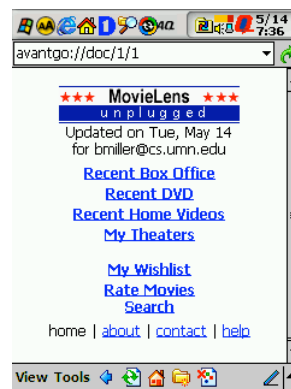 4α 5/14
7:36
avantgo://doc/1/1
★★★ MovieLens ★★★
unplugged
Updated on Tue, May 14
for bmiller@cs.umn.edu
Recent Box Office
Recent DVD
Recent Home Videos
My Theaters
My Wishlist
Rate Movies
Search
home | about | contact | help
View Tools